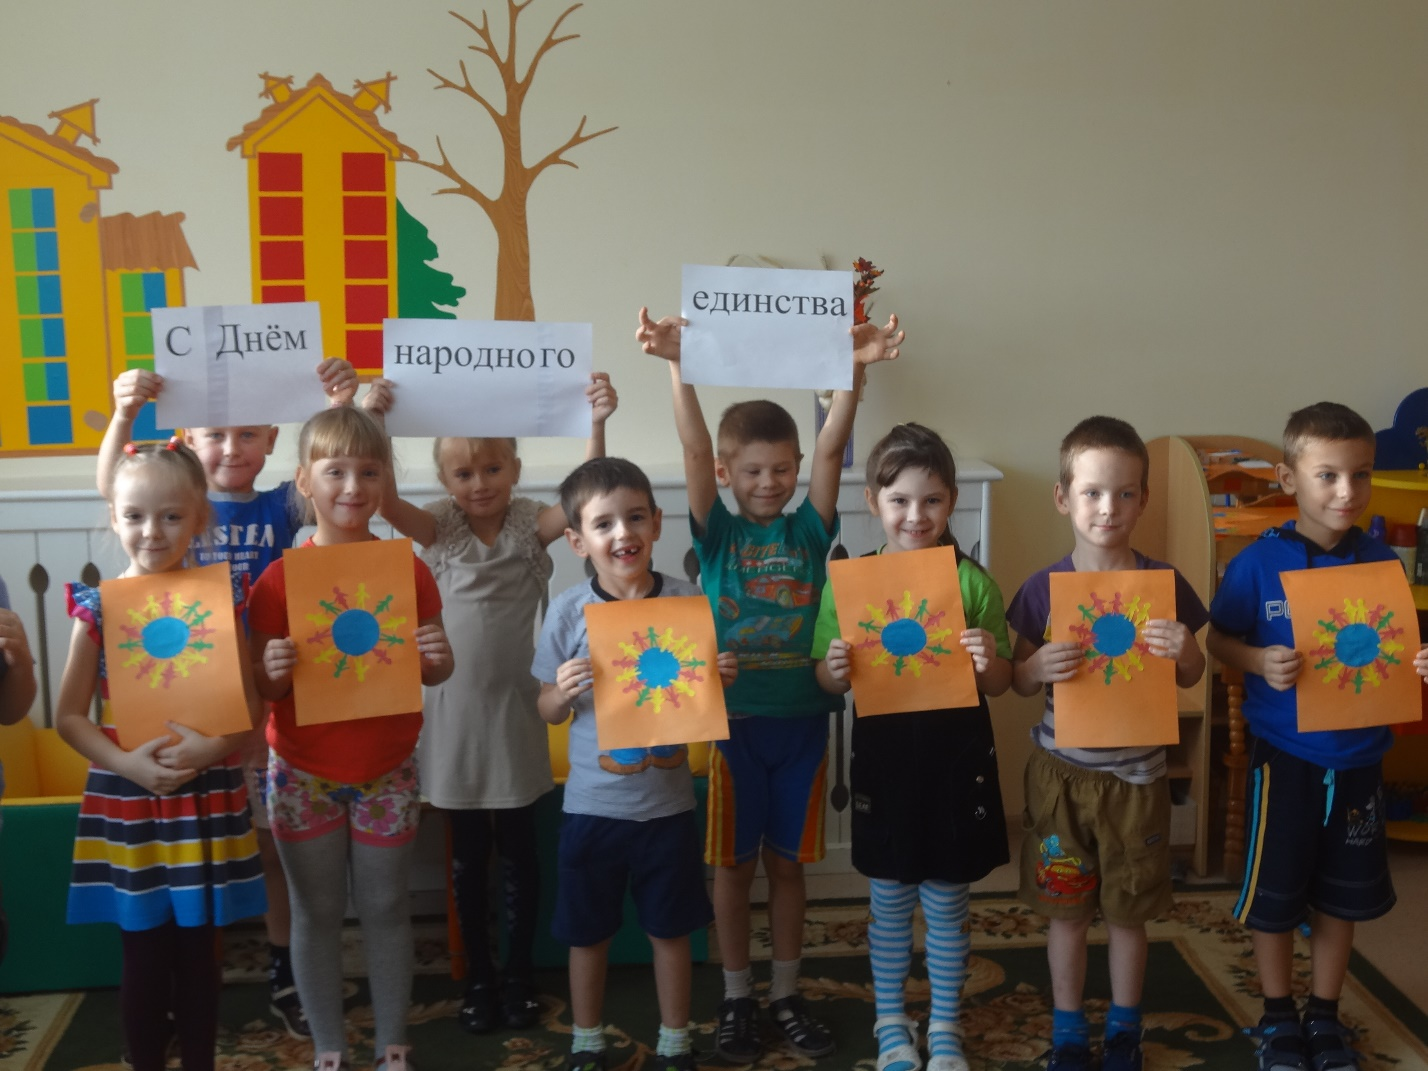 С Днём
народного
единства